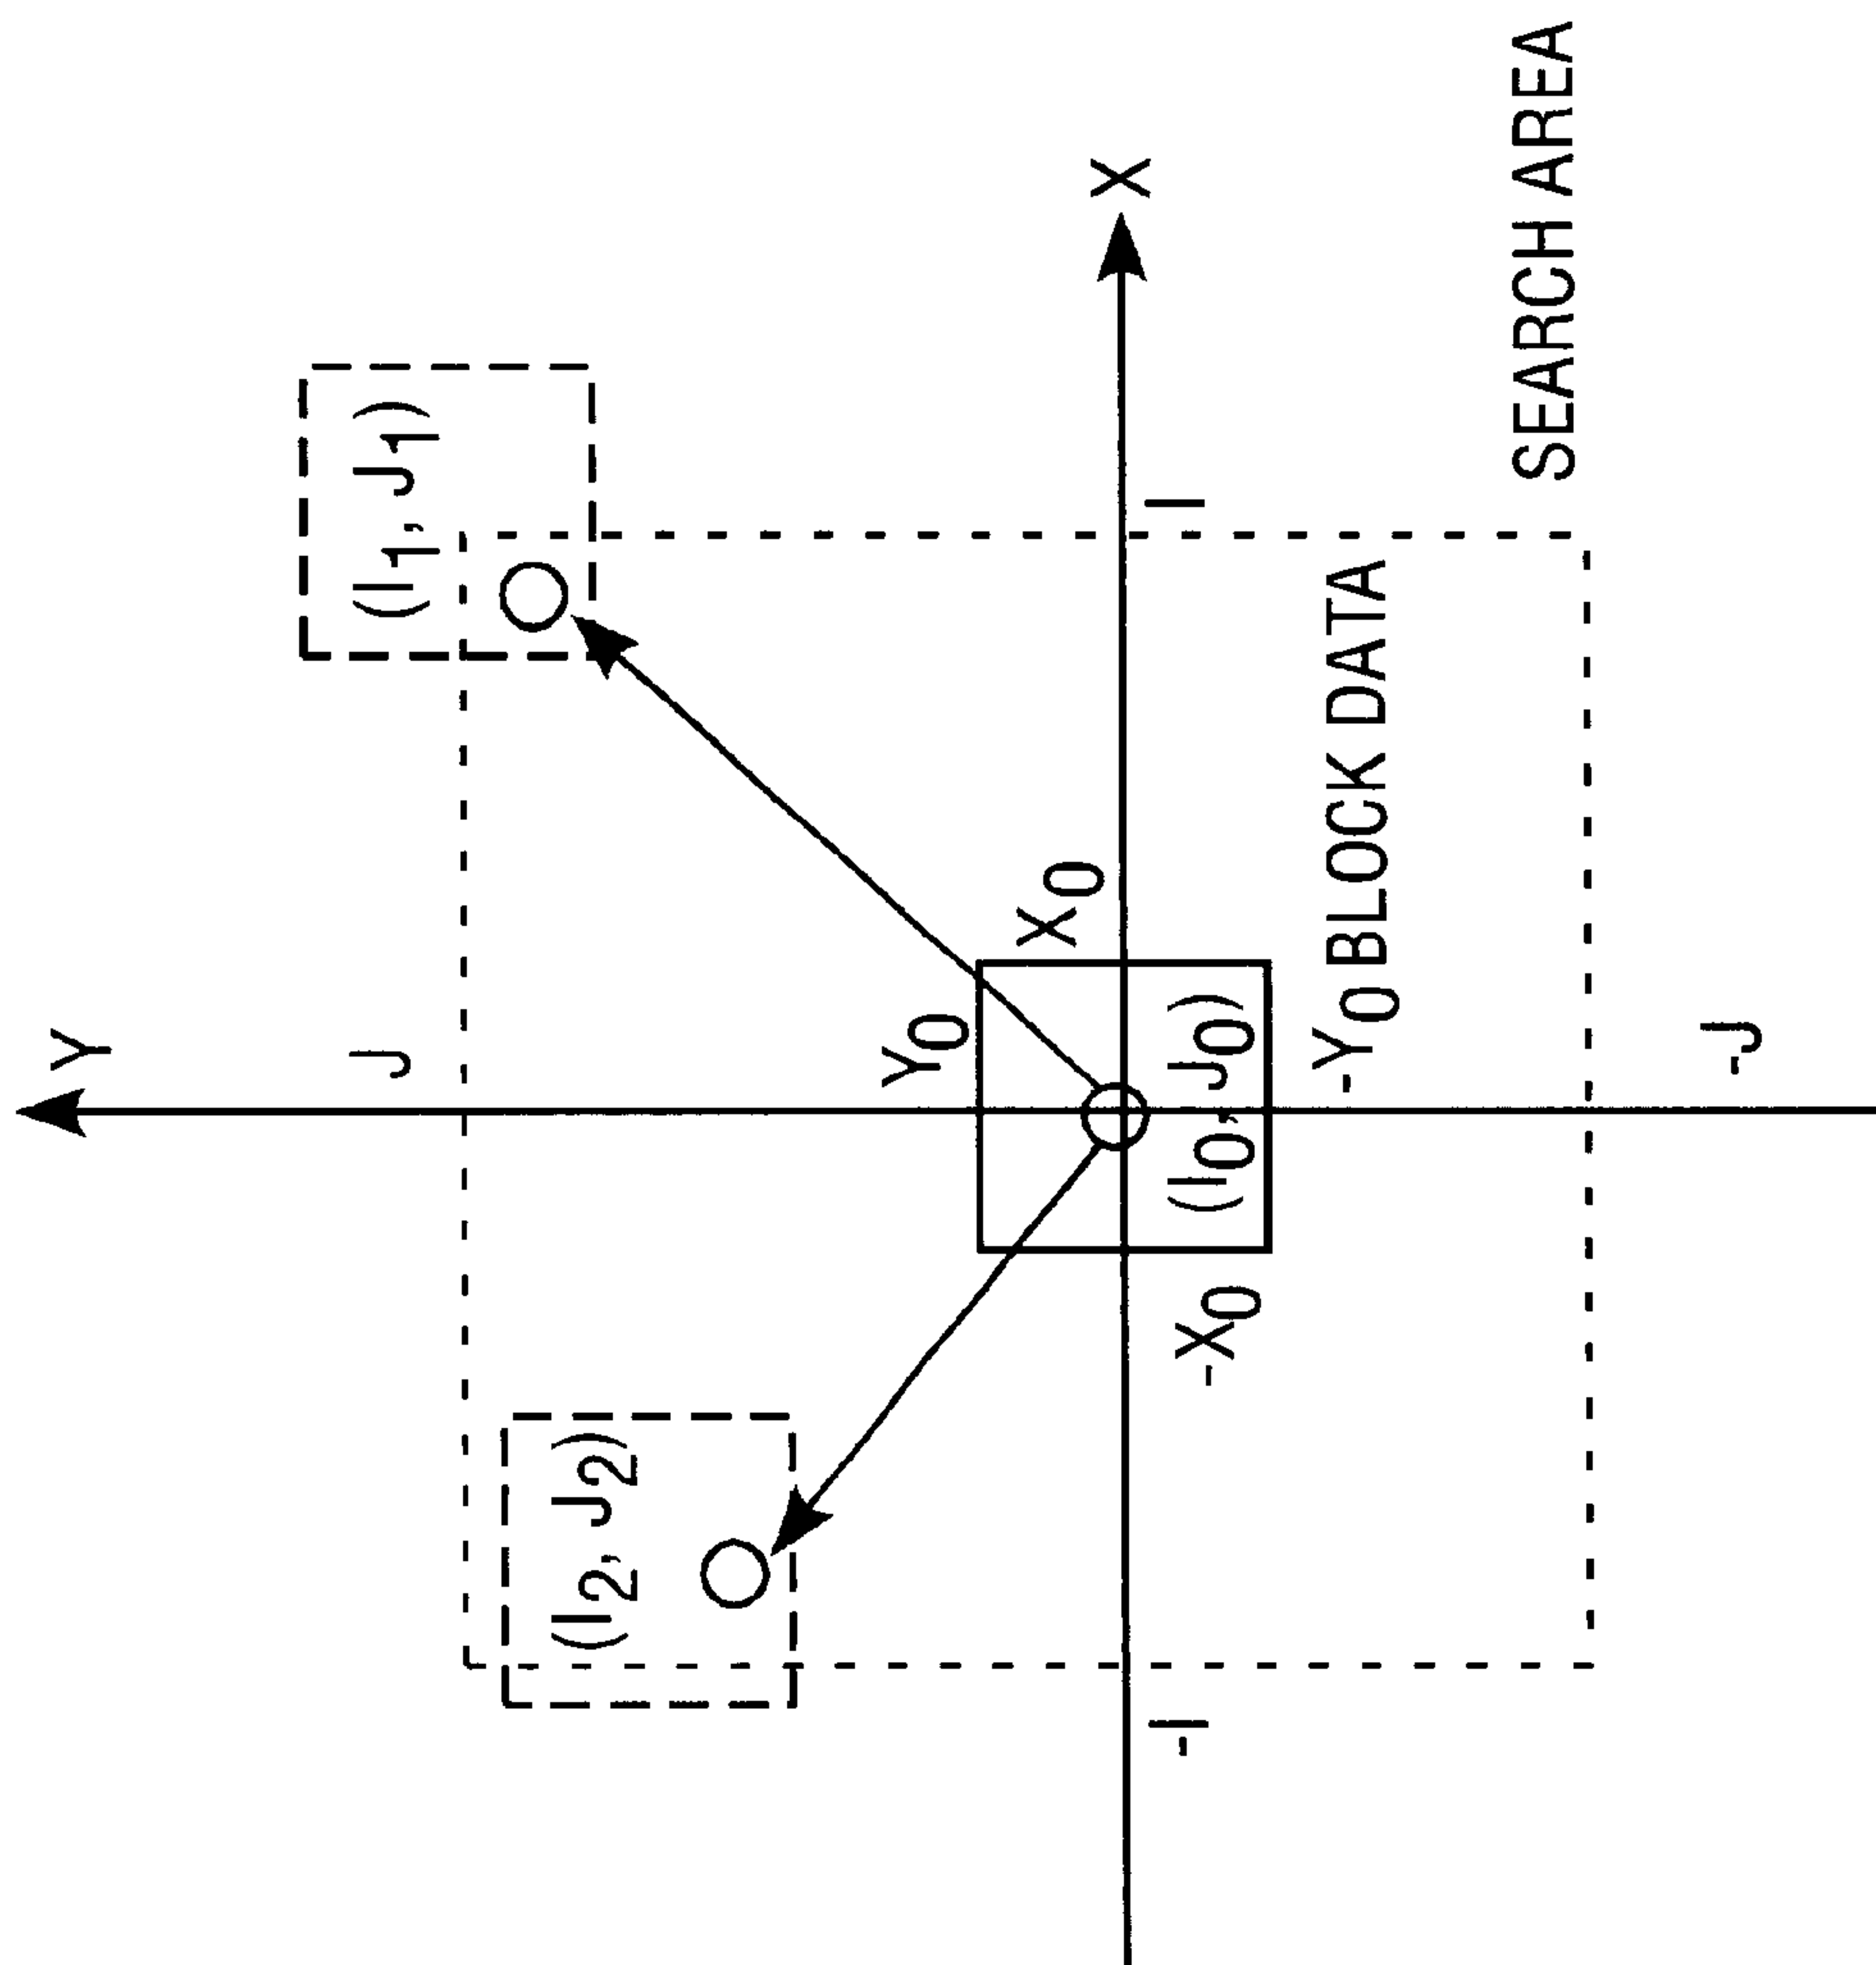 Y
J
(I₁, J₁)
(I₂, J₂)
Y₀
X₀
X
-I
I
-X₀
(I₀, J₀)
-Y₀ BLOCK DATA
SEARCH AREA
-J